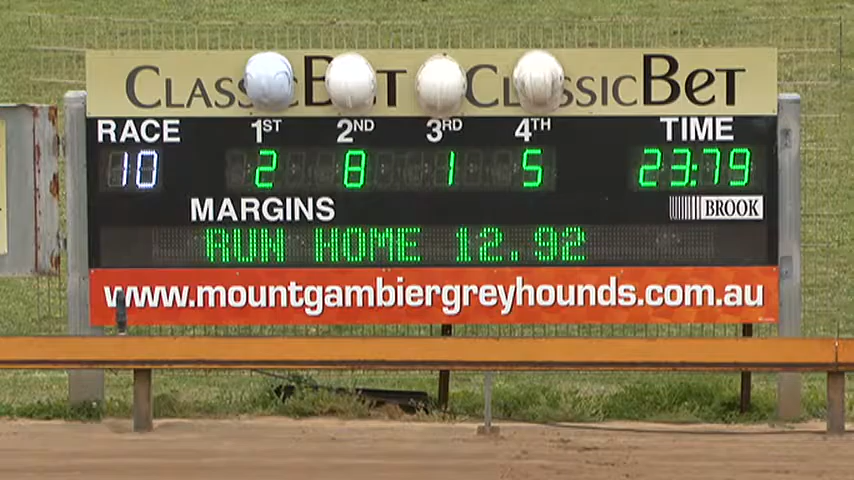 CLASSICBET CLASSICBET
RACE 1ST 2ND 3RD 4TH TIME
10 2 8 1 5 23:79
MARGINS BROOK
RUN HOME 12.92
www.mountgambiergreyhounds.com.au